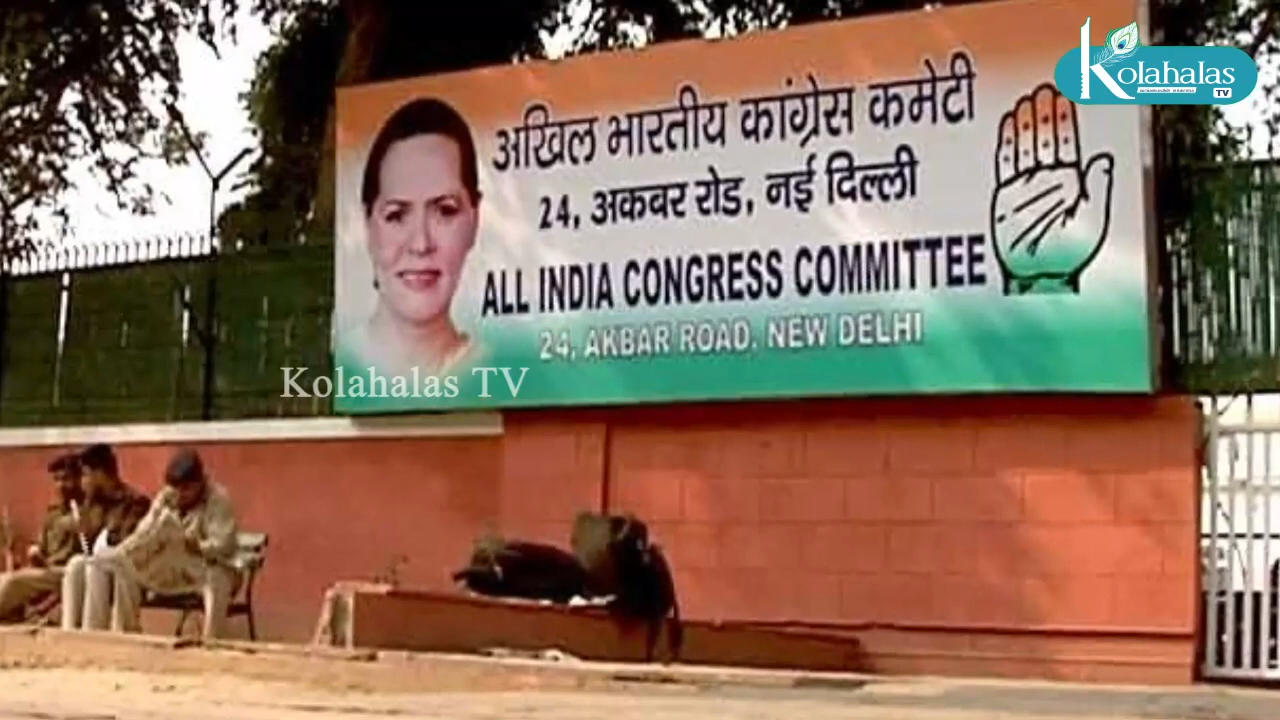 Kolahalas
TV
अखिल भारतीय कांग्रेस कमेटी
24, अकबर रोड, नई दिल्ली
ALL INDIA CONGRESS COMMITTEE
24, AKBAR ROAD, NEW DELHI
Kolahalas TV